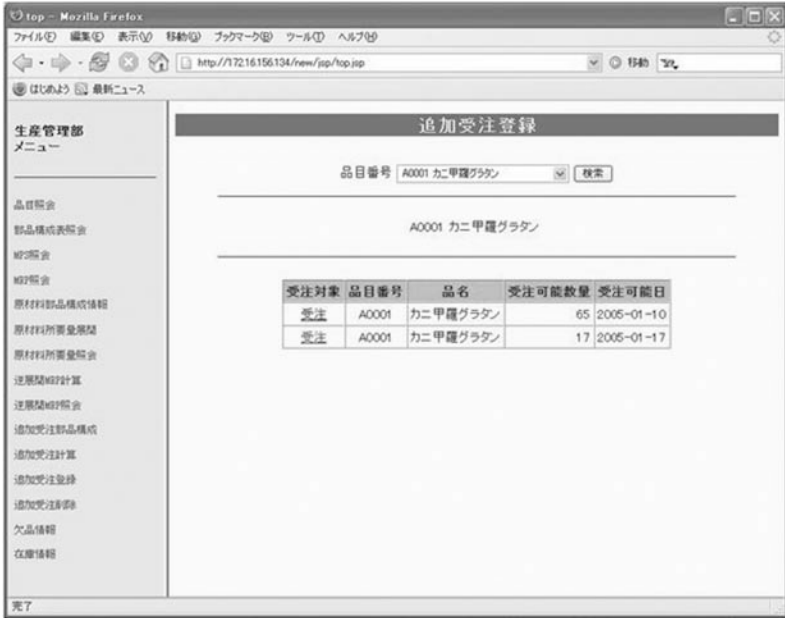 top - Mozilla Firefox
ファイル(F) 編集(E) 表示(V) 移動(G) ブックマーク(B) ツール(T) ヘルプ(H)
http://172.16.156.134/new/jsp/top.jsp 移動
はじめよう 最新ニュース
生産管理部
メニュー
品目照会
部品構成表照会
MPS照会
MRP照会
原材料部品構成情報
原材料所要量展開
原材料所要量照会
逆展開MRP計算
逆展開MRP照会
追加受注部品構成
追加受注計算
追加受注登録
追加受注削除
欠品情報
在庫情報
追加受注登録
品目番号 A0001 カニ甲羅グラタン 検索
A0001 カニ甲羅グラタン
受注対象 品目番号 品名 受注可能数量 受注可能日
受注 A0001 カニ甲羅グラタン 65 2005-01-10
受注 A0001 カニ甲羅グラタン 17 2005-01-17
完了